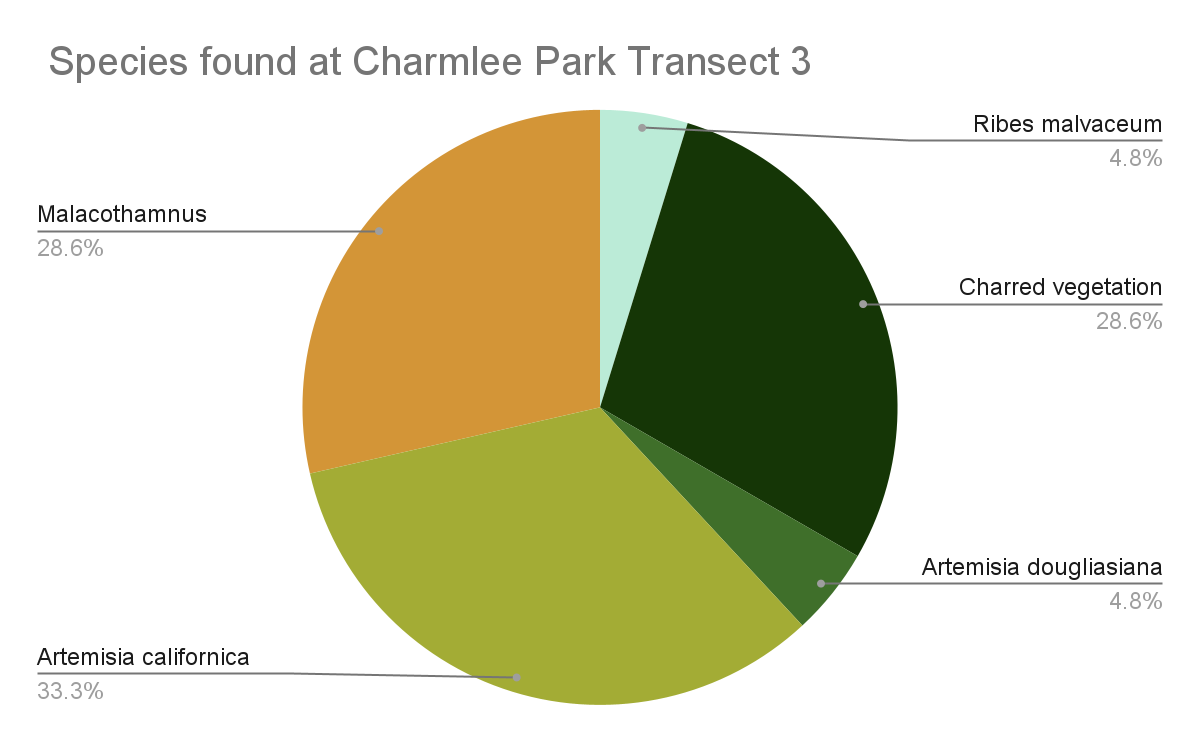 Species found at Charmlee Park Transect 3
Ribes malvaceum
4.8%
Malacothamnus
28.6%
Charred vegetation
28.6%
Artemisia dougliasiana
4.8%
Artemisia californica
33.3%